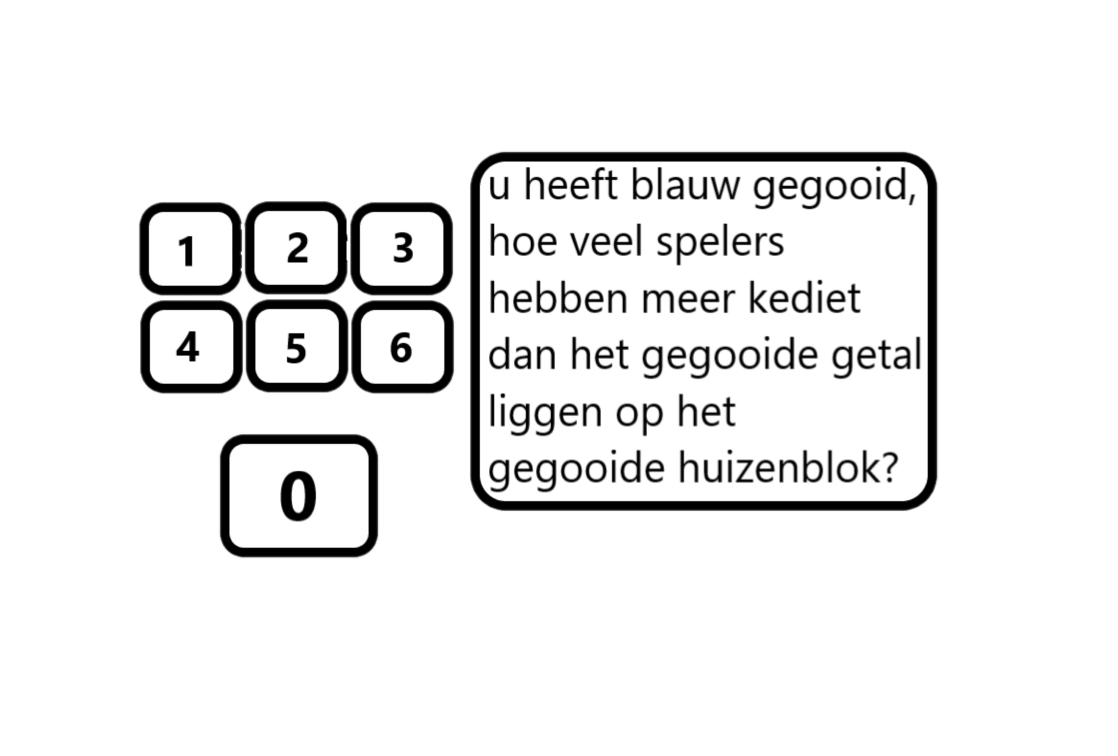 1 2 3
4 5 6
0
u heeft blauw gegooid,
hoe veel spelers
hebben meer kediet
dan het gegooide getal
liggen op het
gegooide huizenblok?